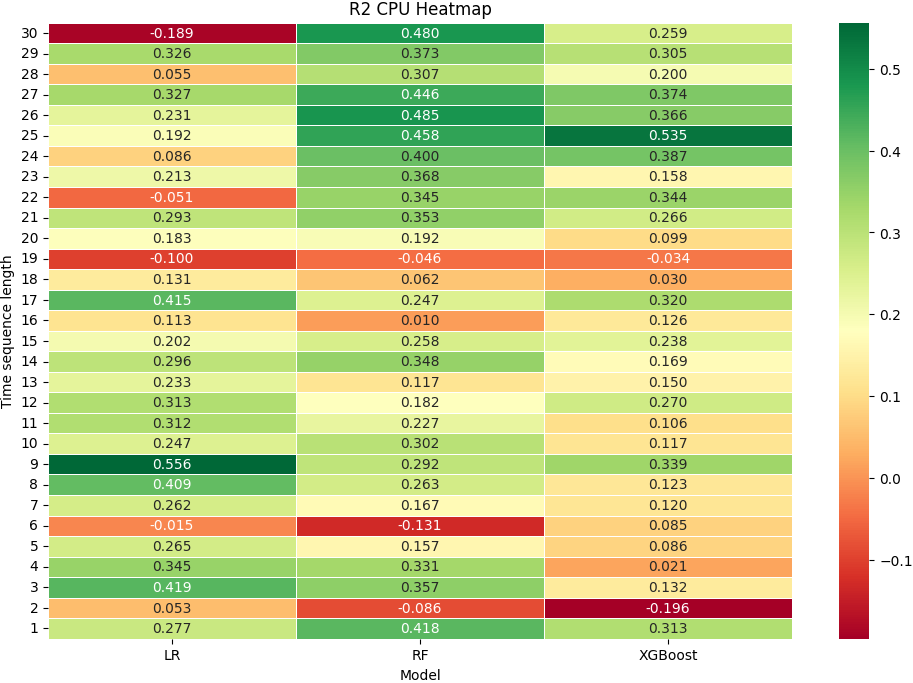 R2 CPU Heatmap
30 -0.189 0.480 0.259
29 0.326 0.373 0.305
28 0.055 0.307 0.200
27 0.327 0.446 0.374
26 0.231 0.485 0.366
25 0.192 0.458 0.535
24 0.086 0.400 0.387
23 0.213 0.368 0.158
22 -0.051 0.345 0.344
21 0.293 0.353 0.266
20 0.183 0.192 0.099
19 -0.100 -0.046 -0.034
18 0.131 0.062 0.030
17 0.415 0.247 0.320
16 0.113 0.010 0.126
15 0.202 0.258 0.238
14 0.296 0.348 0.169
13 0.233 0.117 0.150
12 0.313 0.182 0.270
11 0.312 0.227 0.106
10 0.247 0.302 0.117
9 0.556 0.292 0.339
8 0.409 0.263 0.123
7 0.262 0.167 0.120
6 -0.015 -0.131 0.085
5 0.265 0.157 0.086
4 0.345 0.331 0.021
3 0.419 0.357 0.132
2 0.053 -0.086 -0.196
1 0.277 0.418 0.313
LR RF XGBoost
Model
Time sequence length
0.5
0.4
0.3
0.2
0.1
0.0
−0.1